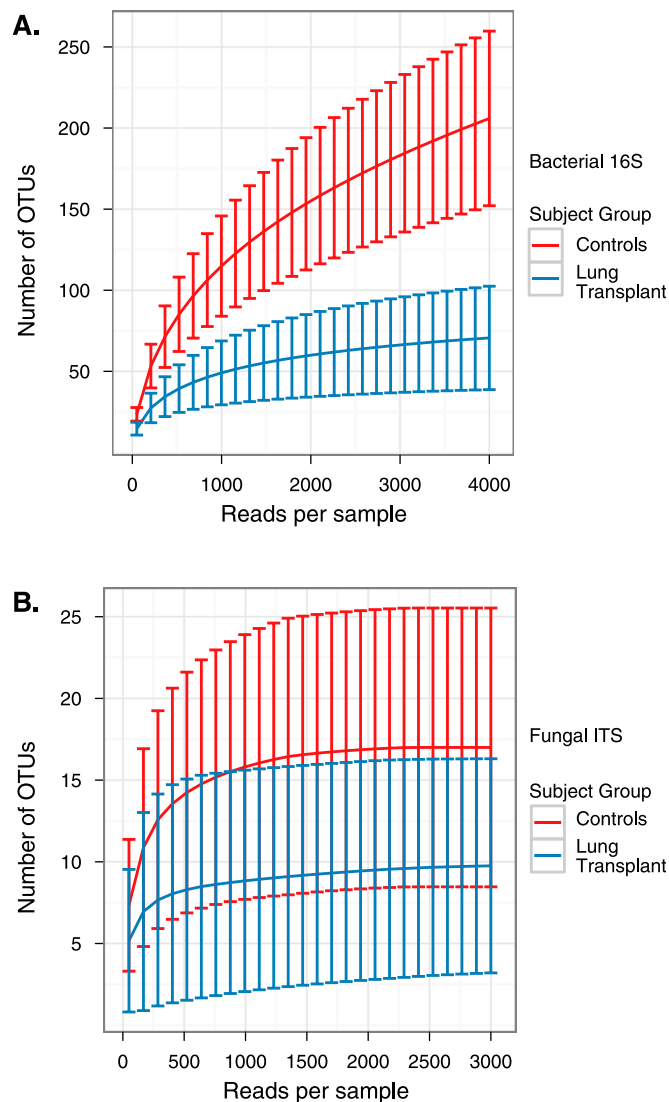 A.
250
200
150
100
50
Number of OTUs
0
1000
2000
3000
4000
Reads per sample
Bacterial 16S
Subject Group
Controls
Lung
Transplant
B.
25
20
15
10
5
Number of OTUs
0
500
1000
1500
2000
2500
3000
Reads per sample
Fungal ITS
Subject Group
Controls
Lung
Transplant